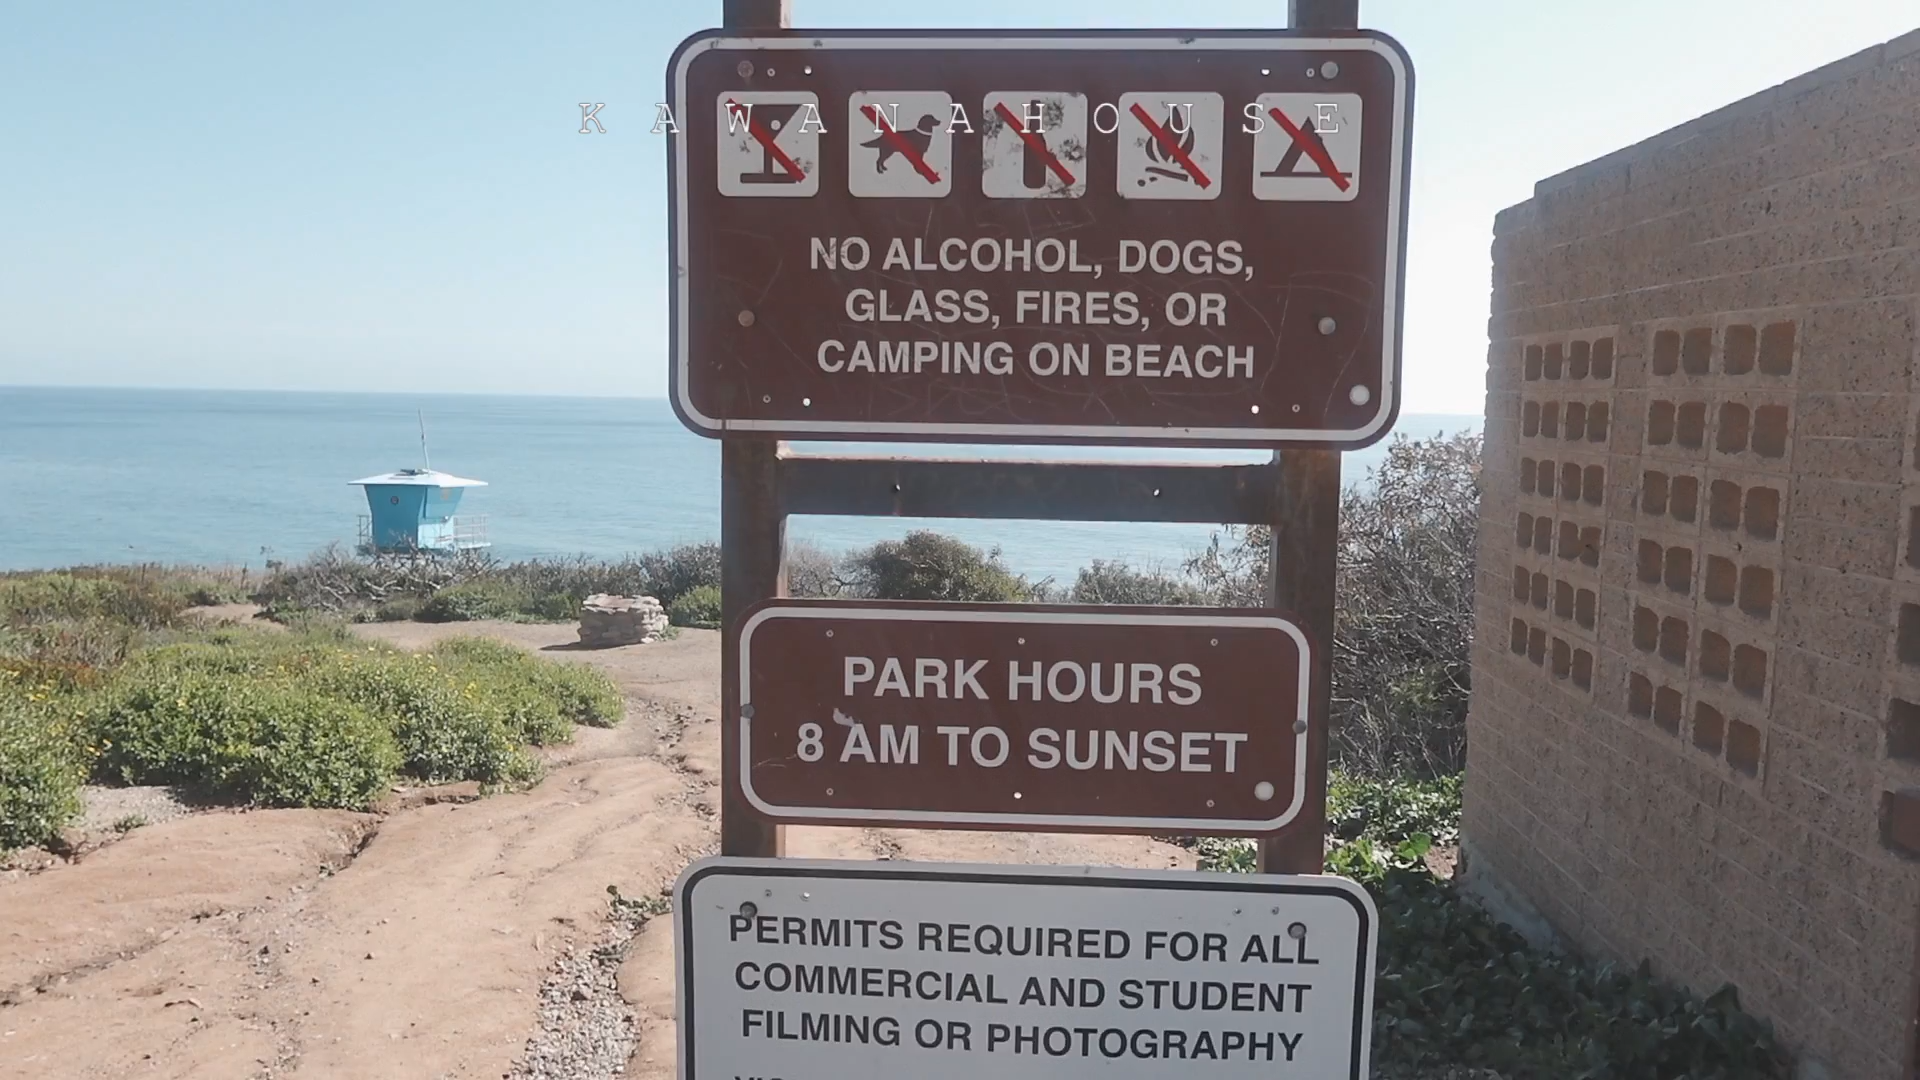 KAWANAHOUSE
NO ALCOHOL, DOGS,
GLASS, FIRES, OR
CAMPING ON BEACH
PARK HOURS
8 AM TO SUNSET
PERMITS REQUIRED FOR ALL
COMMERCIAL AND STUDENT
FILMING OR PHOTOGRAPHY